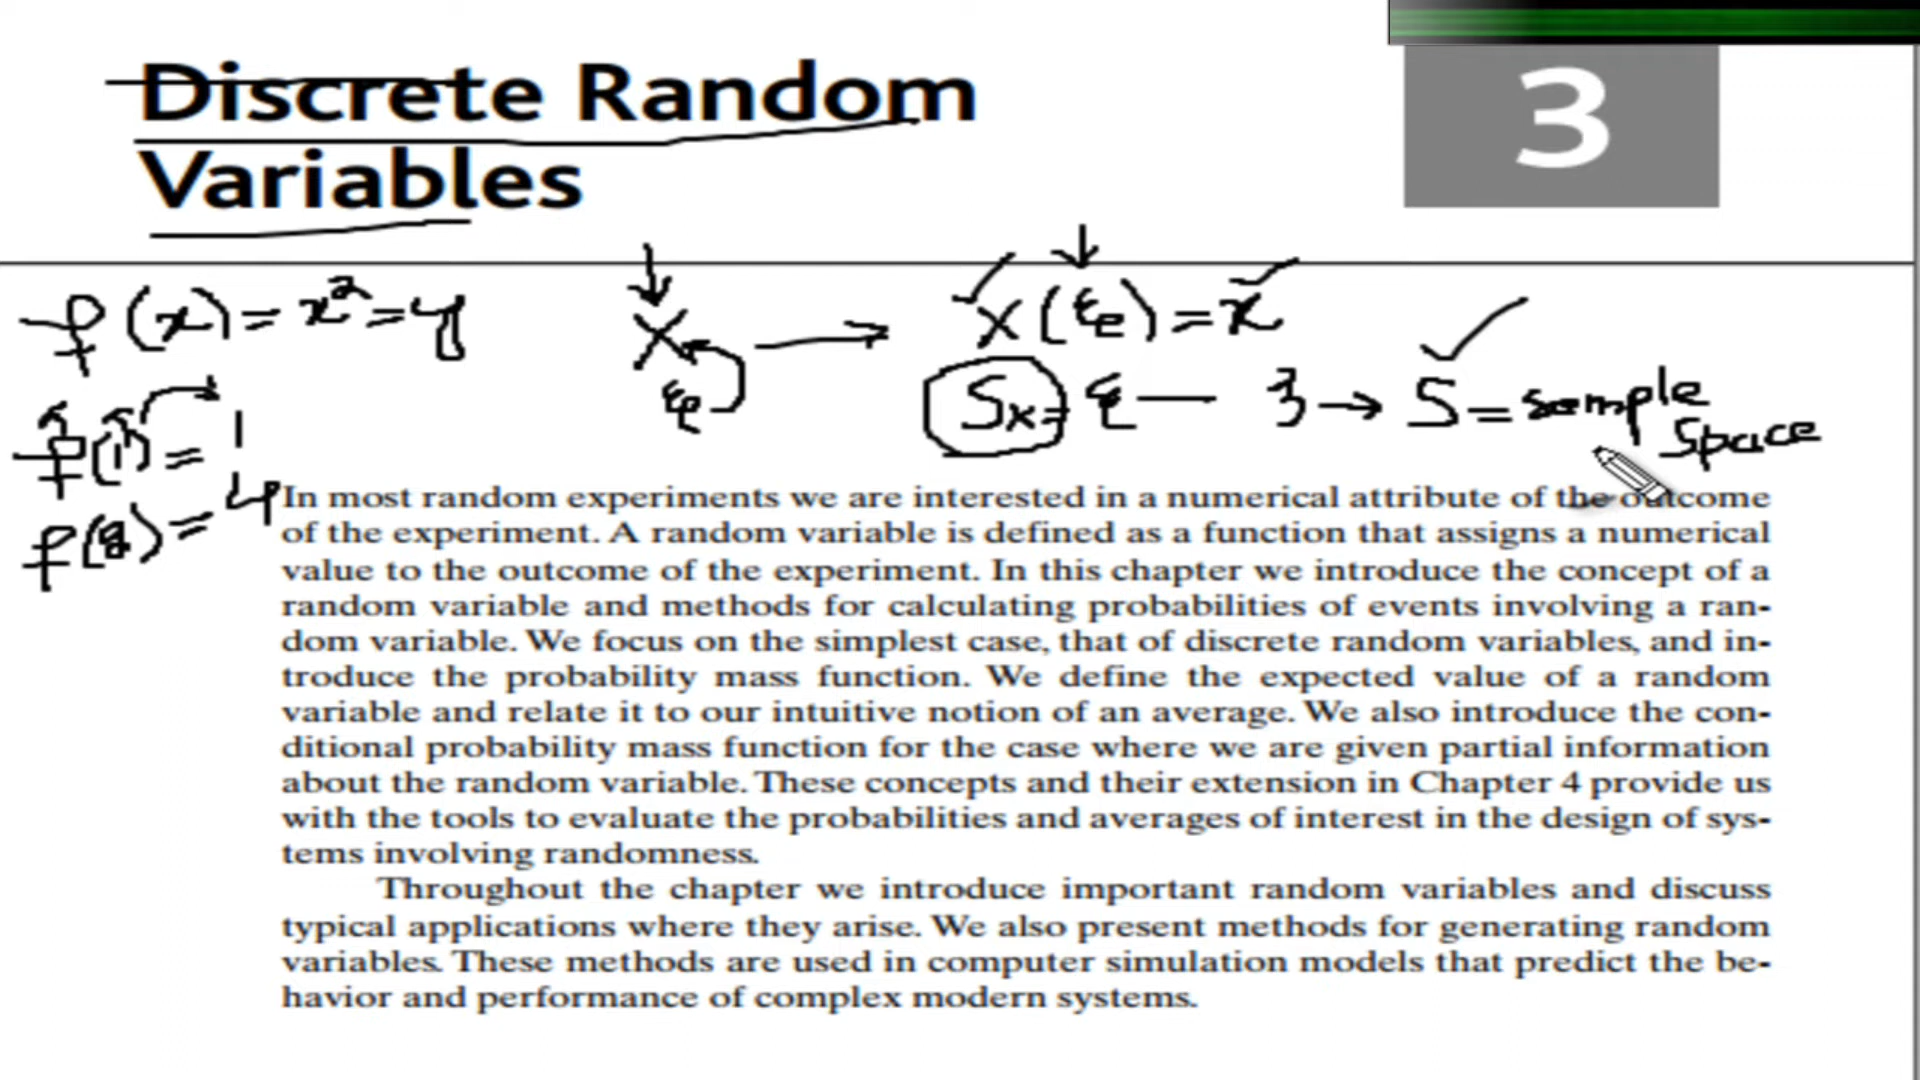 Discrete Random
Variables
3
f(x) = x² = y
X → X(ξ) = x
ξ
Sx = { — } → S = sample space
f(1) = 1
f(2) = 4
In most random experiments we are interested in a numerical attribute of the outcome
of the experiment. A random variable is defined as a function that assigns a numerical
value to the outcome of the experiment. In this chapter we introduce the concept of a
random variable and methods for calculating probabilities of events involving a ran-
dom variable. We focus on the simplest case, that of discrete random variables, and in-
troduce the probability mass function. We define the expected value of a random
variable and relate it to our intuitive notion of an average. We also introduce the con-
ditional probability mass function for the case where we are given partial information
about the random variable. These concepts and their extension in Chapter 4 provide us
with the tools to evaluate the probabilities and averages of interest in the design of sys-
tems involving randomness.
Throughout the chapter we introduce important random variables and discuss
typical applications where they arise. We also present methods for generating random
variables. These methods are used in computer simulation models that predict the be-
havior and performance of complex modern systems.